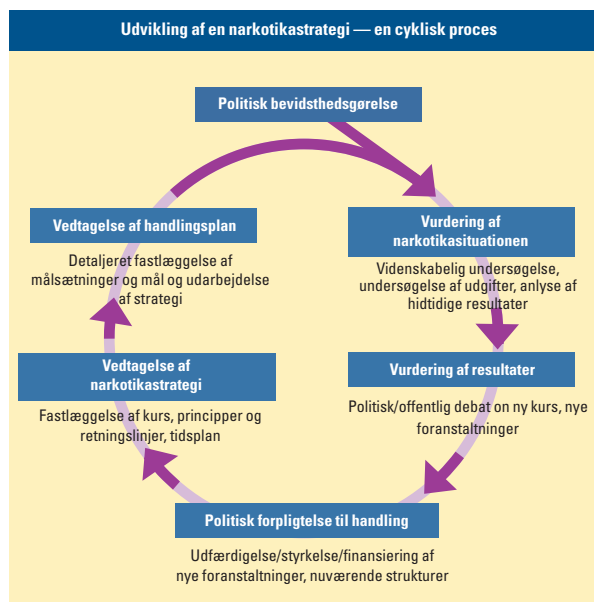 Udvikling af en narkotikastrategi — en cyklisk proces
Politisk bevidsthedsgørelse
Vurdering af
narkotikasituationen
Videnskabelig undersøgelse,
undersøgelse af udgifter, anlyse af
hidtidige resultater
Vurdering af resultater
Politisk/offentlig debat on ny kurs, nye
foranstaltninger
Politisk forpligtelse til handling
Udfærdigelse/styrkelse/finansiering af
nye foranstaltninger, nuværende strukturer
Vedtagelse af
narkotikastrategi
Fastlæggelse af kurs, principper og
retningslinjer, tidsplan
Vedtagelse af handlingsplan
Detaljeret fastlæggelse af
målsætninger og mål og udarbejdelse
af strategi